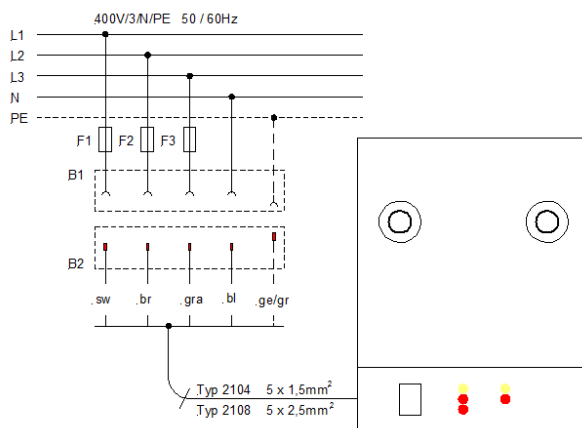 400V/3/N/PE 50 / 60Hz
L1
L2
L3
N
PE
F1 F2 F3
B1
B2
.sw .br .gra .bl .ge/gr
Typ 2104 5 x 1,5mm²
Typ 2108 5 x 2,5mm²